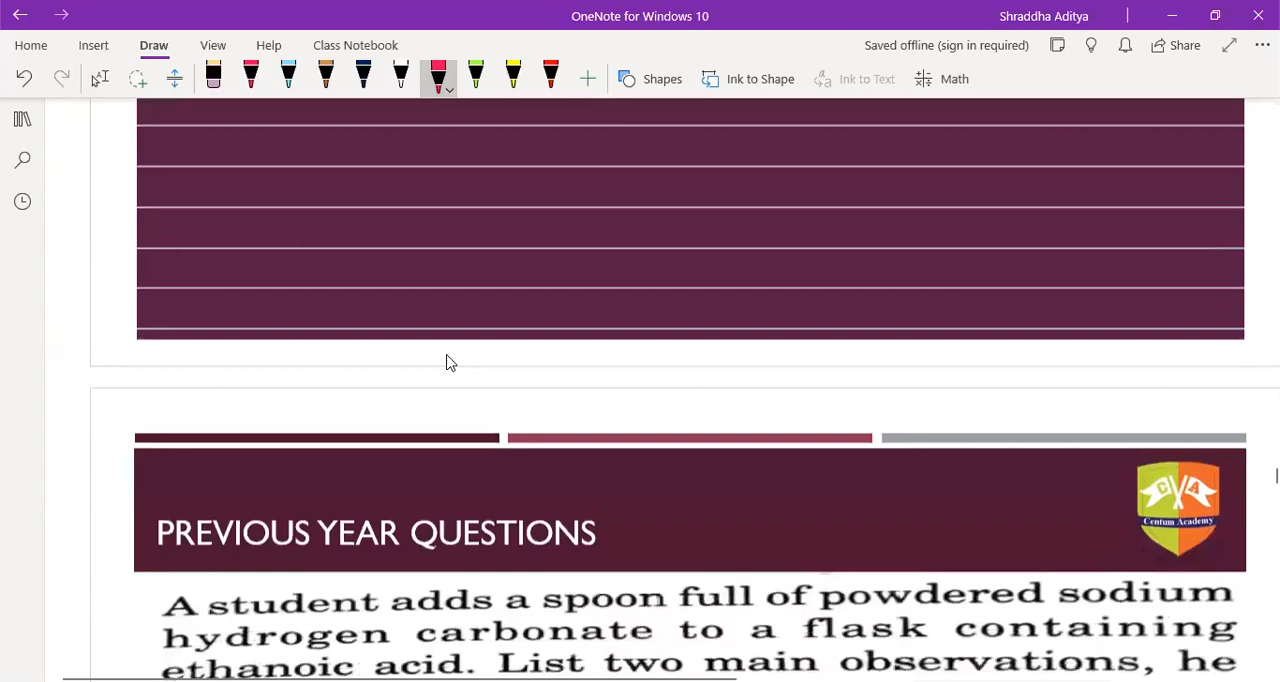 OneNote for Windows 10
Shraddha Aditya
Home Insert Draw View Help Class Notebook
Saved offline (sign in required) Share
Shapes Ink to Shape Ink to Text Math
PREVIOUS YEAR QUESTIONS
C A
Centum Academy
A student adds a spoon full of powdered sodium
hydrogen carbonate to a flask containing
ethanoic acid. List two main observations, he